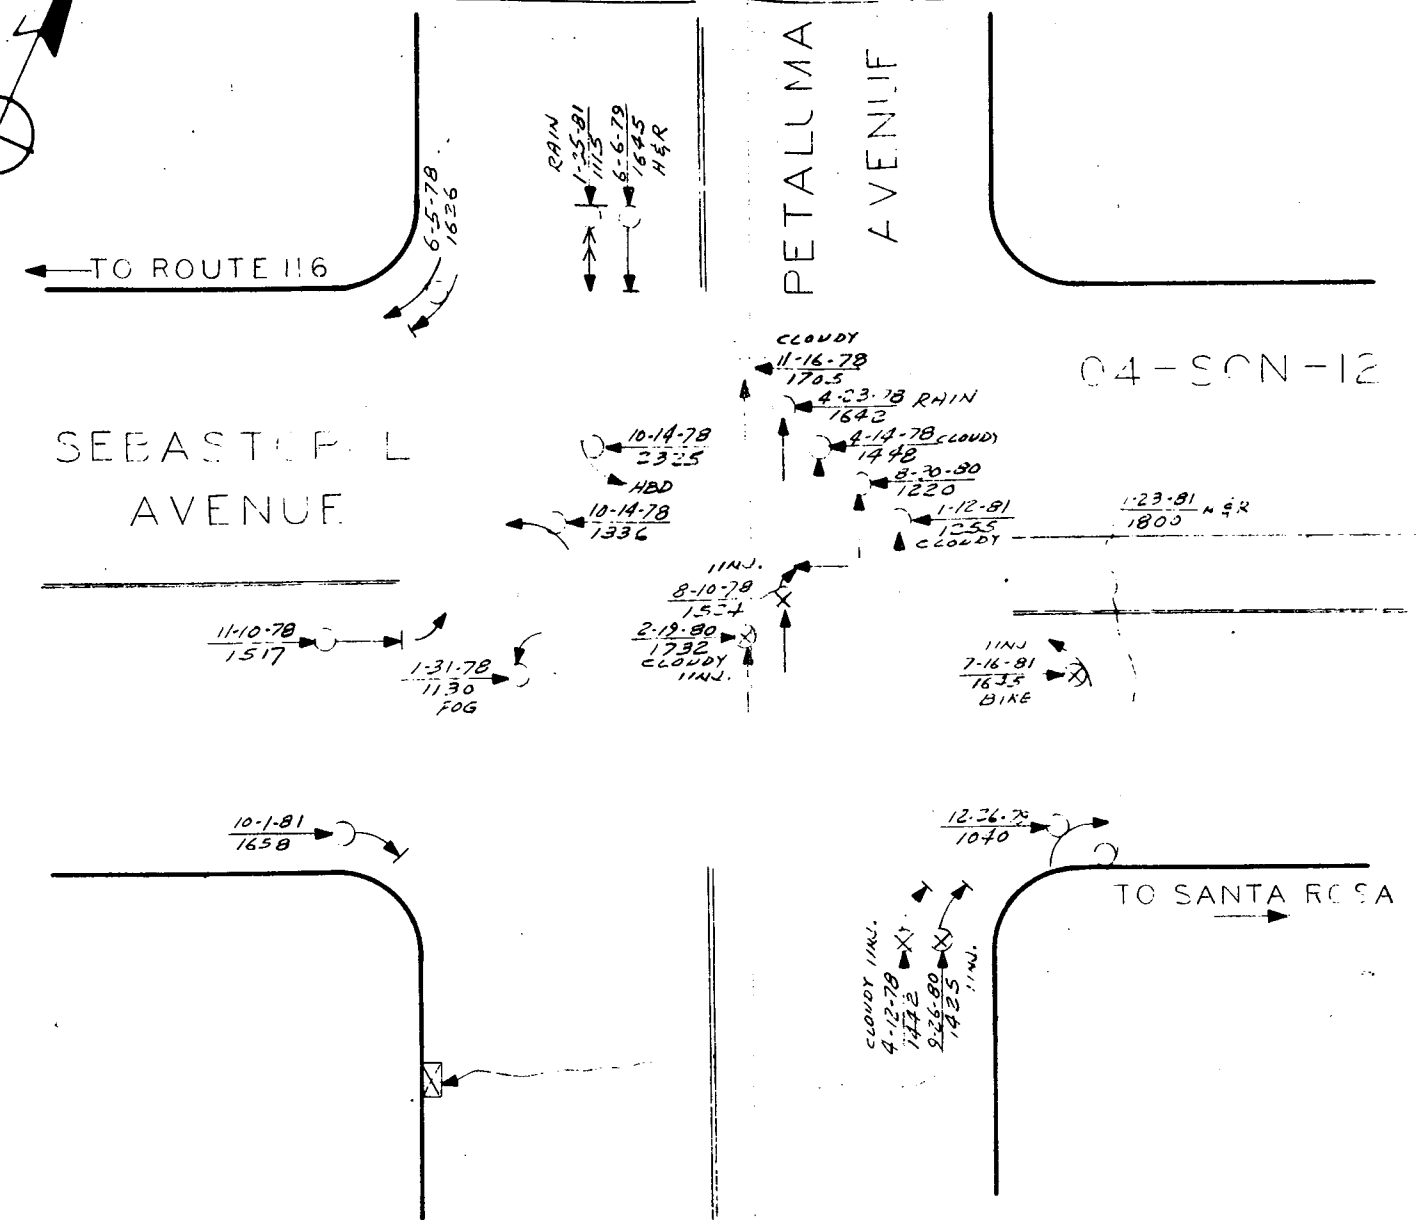 PETALUMA
AVENUE
RAIN
1-25-81
1115
6-6-79
1645
H&R
6-5-78
1626
TO ROUTE 116
CLOUDY
11-16-78
1705
04-SON-12
4-23-78 RAIN
1642
SEBASTOPOL
AVENUE
10-14-78
2325
HBD
4-14-78 CLOUDY
1448
8-30-80
1220
10-14-78
1336
1-12-81
1255
CLOUDY
1-23-81 H&R
1800
1 INJ.
8-10-78
11-10-78
1517
2-19-80
1732
CLOUDY
1 INJ.
1-31-78
1130
FOG
1 INJ
7-16-81
BIKE
10-1-81
1658
1040
TO SANTA ROSA
CLOUDY 1 INJ.
4-12-78
1442
9-26-80
1425
1 INJ.